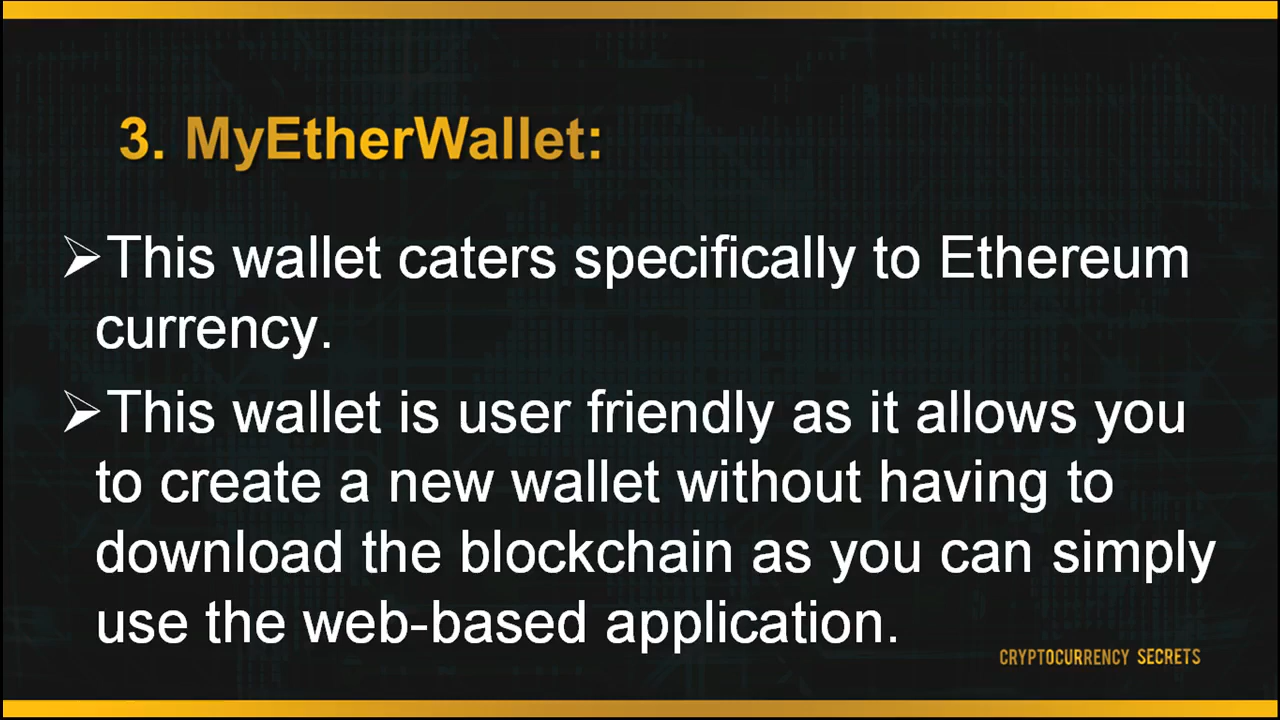 3. MyEtherWallet:
➢This wallet caters specifically to Ethereum
currency.
➢This wallet is user friendly as it allows you
to create a new wallet without having to
download the blockchain as you can simply
use the web-based application.
CRYPTOCURRENCY SECRETS